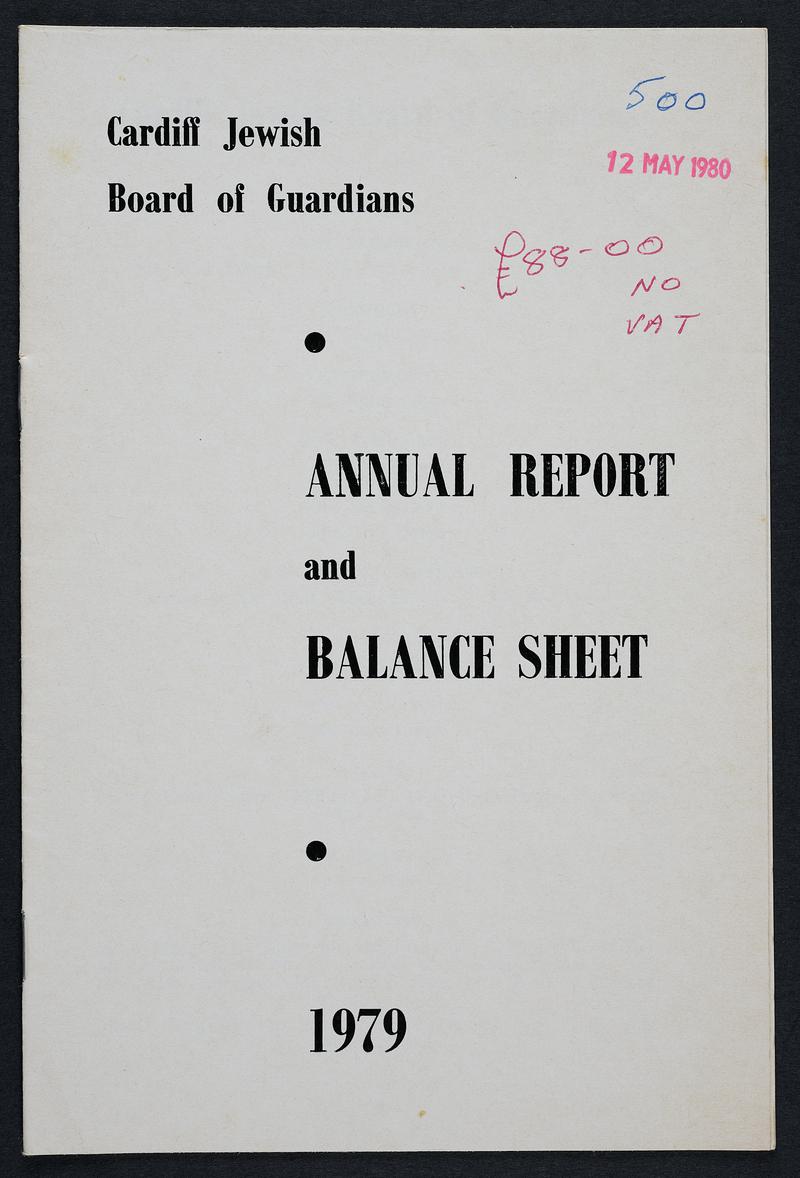 Cardiff Jewish
Board of Guardians
500
12 MAY 1980
£88-00
NO
VAT
ANNUAL REPORT
and
BALANCE SHEET
1979